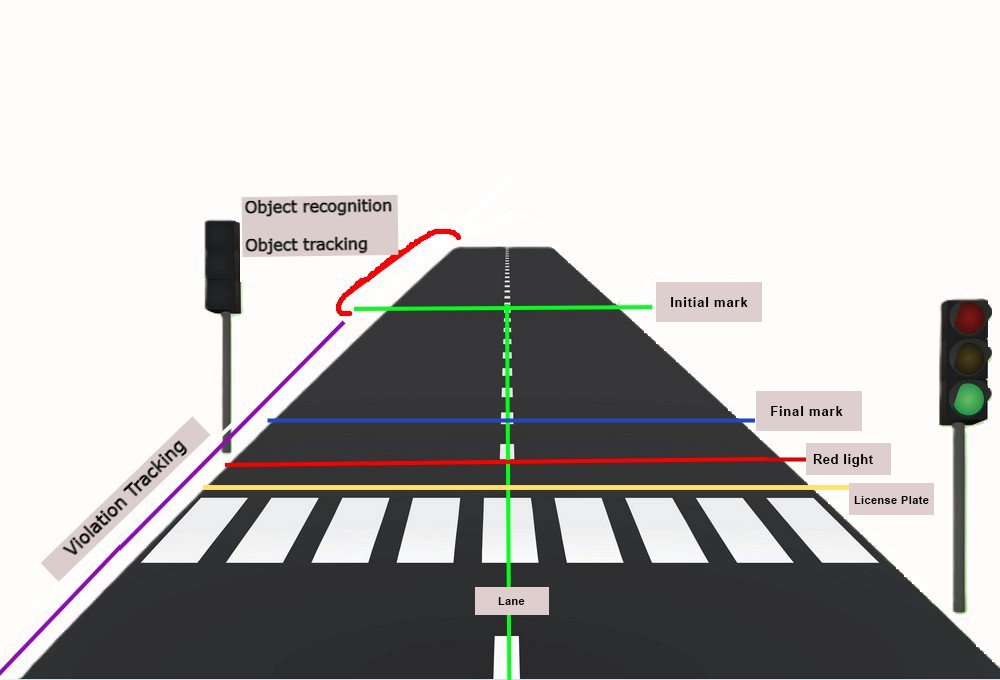 Object recognition
Object tracking
Initial mark
Final mark
Violation Tracking
Red light
License Plate
Lane